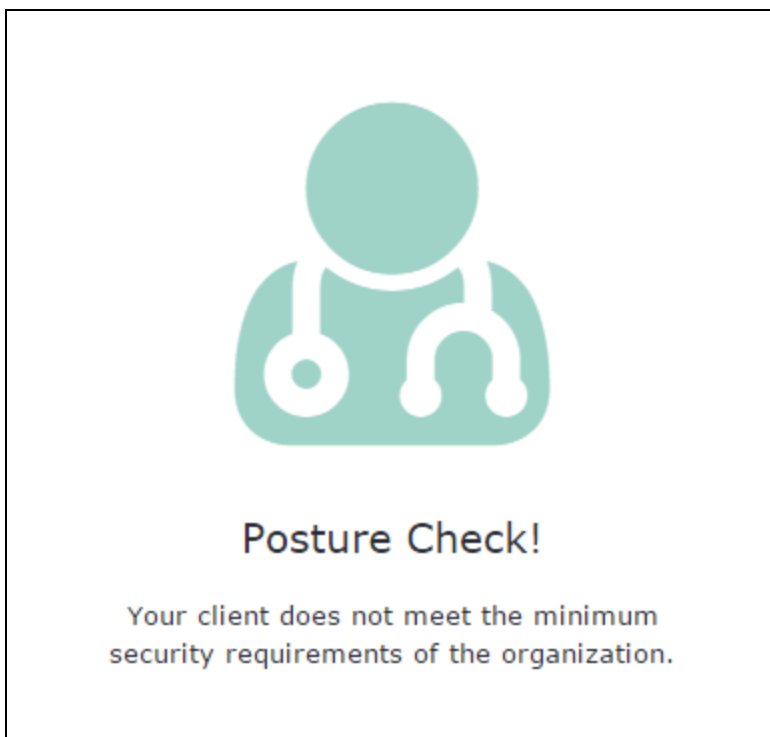 Posture Check!
Your client does not meet the minimum
security requirements of the organization.